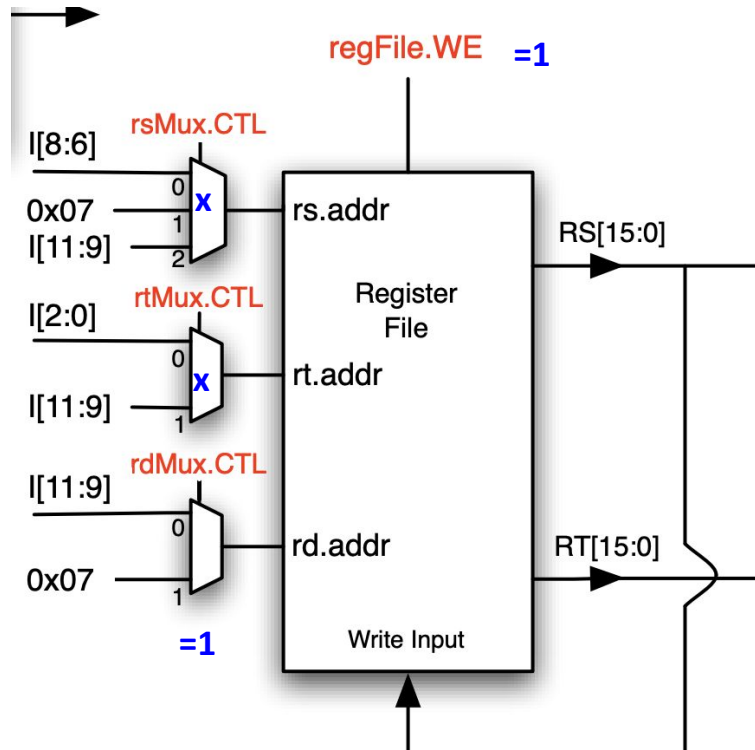 regFile.WE =1
rsMux.CTL
I[8:6]
0
x
0x07
1
I[11:9]
2
rs.addr
RS[15:0]
rtMux.CTL
Register
File
I[2:0]
0
x
rt.addr
I[11:9]
1
rdMux.CTL
I[11:9]
0
rd.addr
RT[15:0]
0x07
1
=1
Write Input